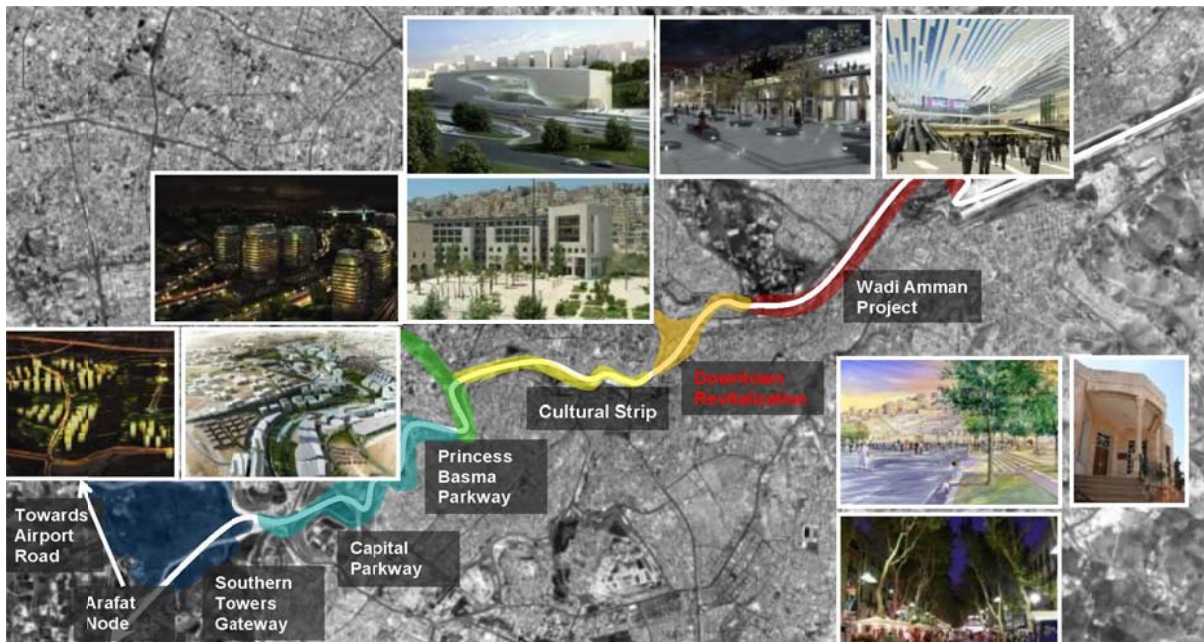 Wadi Amman
Project
Downtown
Revitalization
Cultural Strip
Princess
Basma
Parkway
Towards
Airport
Road
Capital
Parkway
Southern
Towers
Gateway
Arafat
Node